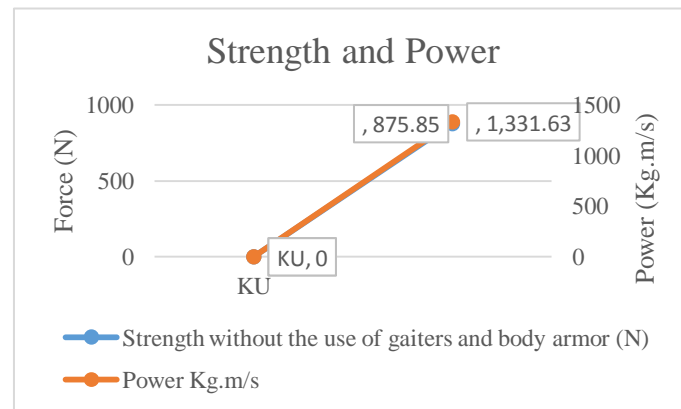 Strength and Power
1000
500
0
Force (N)
1500
1000
500
0
Power (Kg.m/s)
, 875.85
, 1,331.63
KU, 0
KU
Strength without the use of gaiters and body armor (N)
Power Kg.m/s